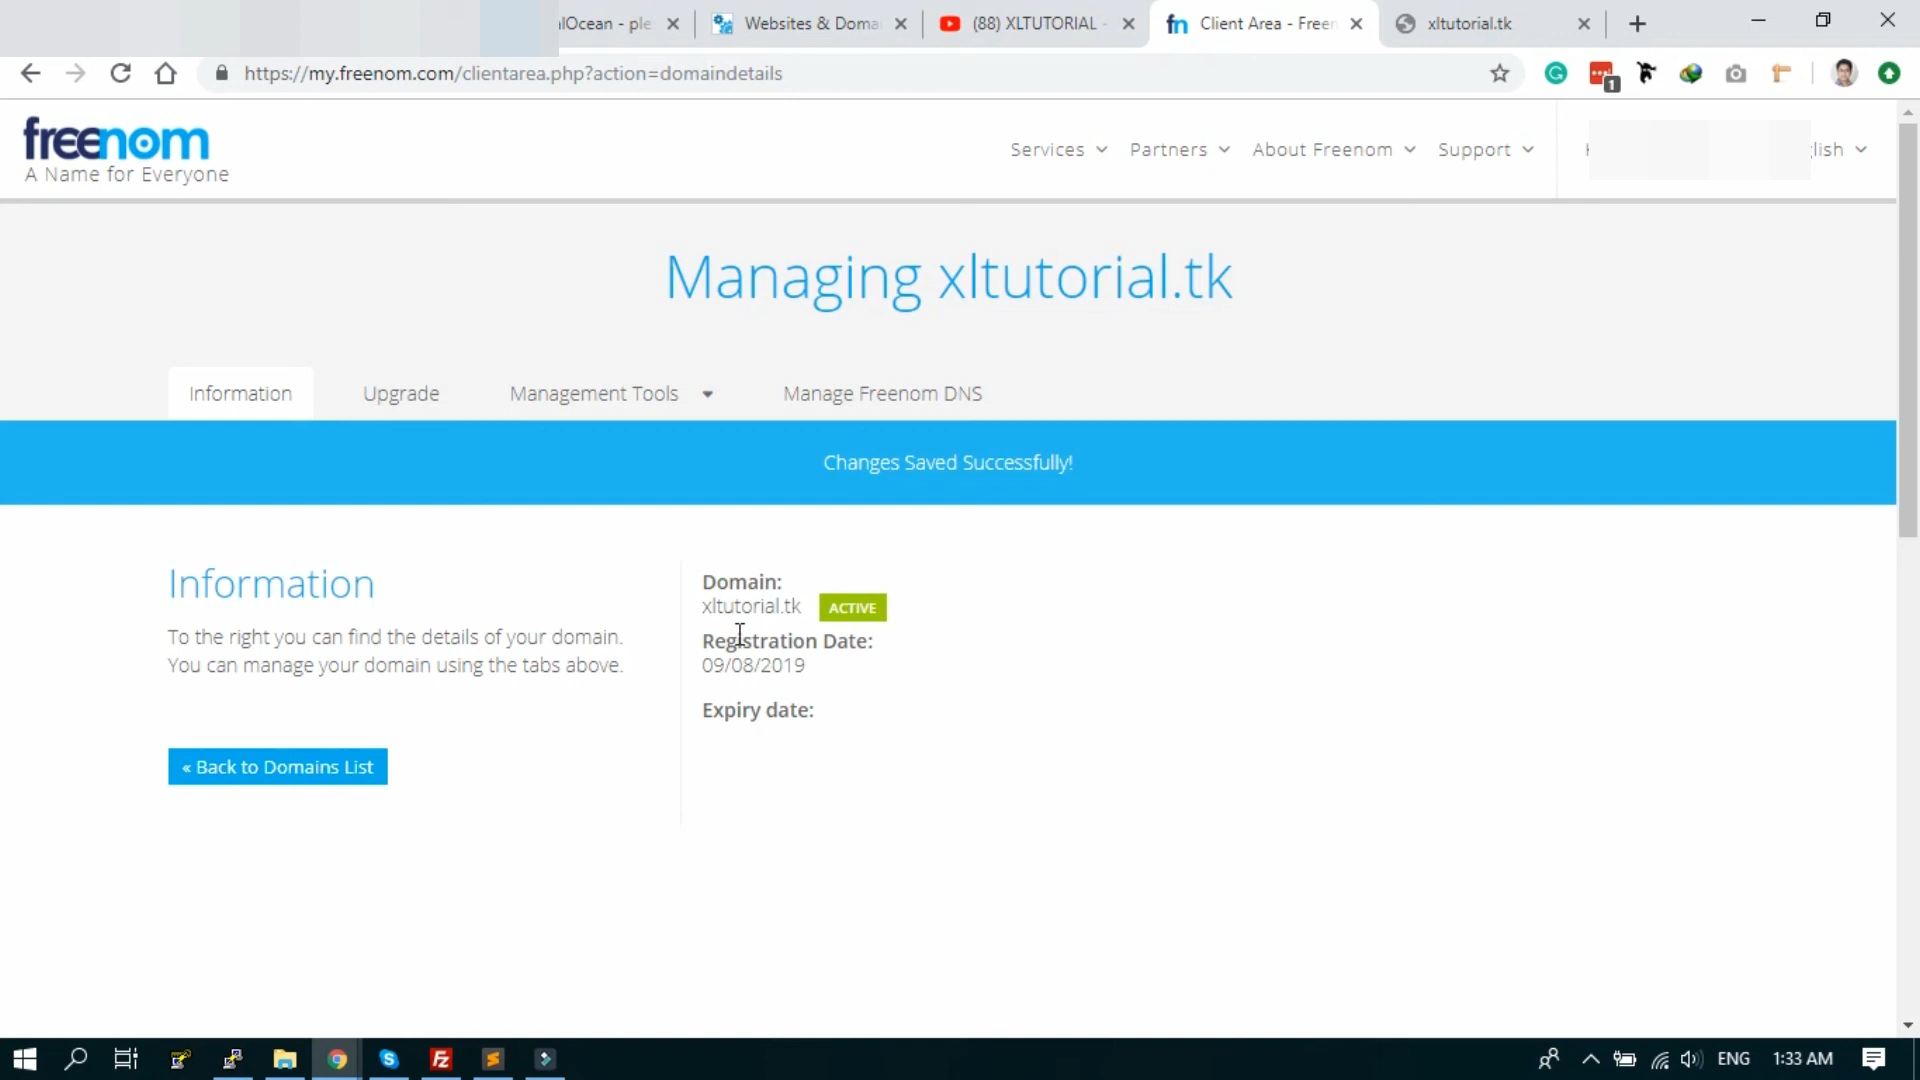 alOcean - ple
Websites & Doma
(88) XLTUTORIAL -
Client Area - Freen
xltutorial.tk
https://my.freenom.com/clientarea.php?action=domaindetails
1
freenom
A Name for Everyone
Services
Partners
About Freenom
Support
glish
Managing xltutorial.tk
Information
Upgrade
Management Tools
Manage Freenom DNS
Changes Saved Successfully!
Information
To the right you can find the details of your domain.
You can manage your domain using the tabs above.
« Back to Domains List
Domain:
xltutorial.tk ACTIVE
Registration Date:
09/08/2019
Expiry date:
ENG
1:33 AM